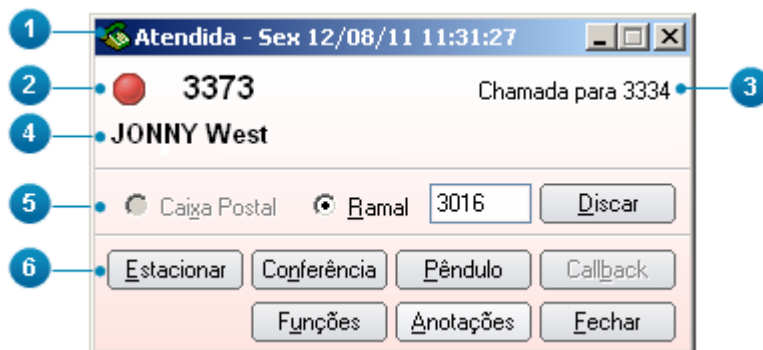 1 Atendida - Sex 12/08/11 11:31:27
2 3373 Chamada para 3334 3
4 JONNY West
5 Caixa Postal Ramal 3016 Discar
6 Estacionar Conferência Pêndulo Callback
Funções Anotações Fechar